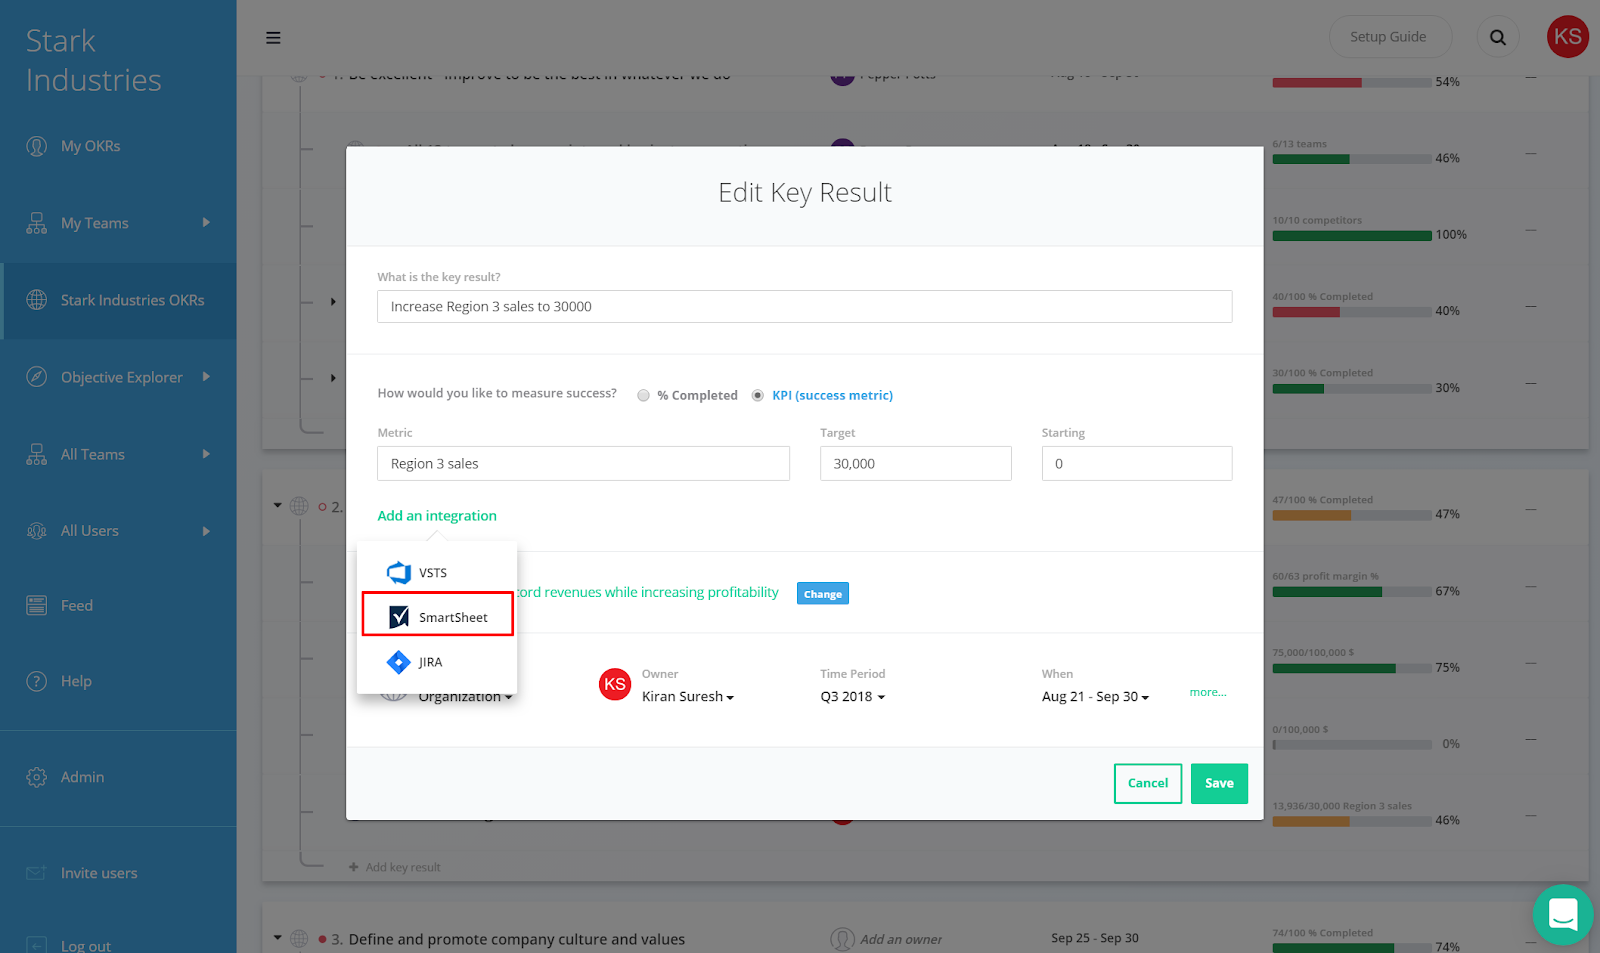 Stark
Industries
My OKRs
My Teams
Stark Industries OKRs
Objective Explorer
All Teams
All Users
Feed
Help
Admin
Invite users
Log out
Setup Guide
KS
54%
6/13 teams
46%
10/10 competitors
100%
40/100 % Completed
40%
30/100 % Completed
30%
Edit Key Result
What is the key result?
Increase Region 3 sales to 30000
How would you like to measure success? % Completed KPI (success metric)
Metric Target Starting
Region 3 sales 30,000 0
Add an integration
VSTS
SmartSheet
JIRA
cord revenues while increasing profitability Change
Owner Time Period When
Organization KS Kiran Suresh Q3 2018 Aug 21 - Sep 30 more...
Cancel Save
2.
47/100 % Completed
47%
60/63 profit margin %
67%
75,000/100,000 $
75%
0/100,000 $
0%
13,936/30,000 Region 3 sales
46%
+ Add key result
3. Define and promote company culture and values Add an owner Sep 25 - Sep 30
74/100 % Completed
74%